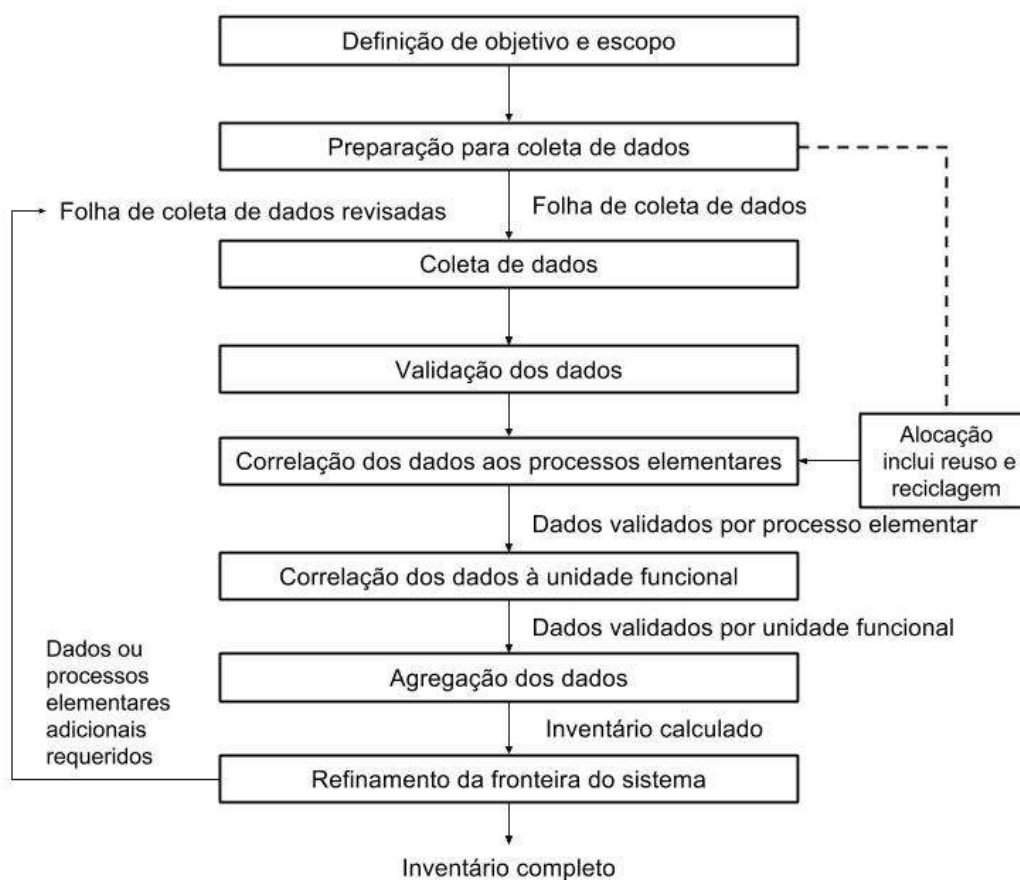 Definição de objetivo e escopo
Preparação para coleta de dados
Folha de coleta de dados revisadas
Folha de coleta de dados
Coleta de dados
Validação dos dados
Correlação dos dados aos processos elementares
Alocação
inclui reuso e
reciclagem
Dados validados por processo elementar
Correlação dos dados à unidade funcional
Dados validados por unidade funcional
Dados ou
processos
elementares
adicionais
requeridos
Agregação dos dados
Inventário calculado
Refinamento da fronteira do sistema
Inventário completo